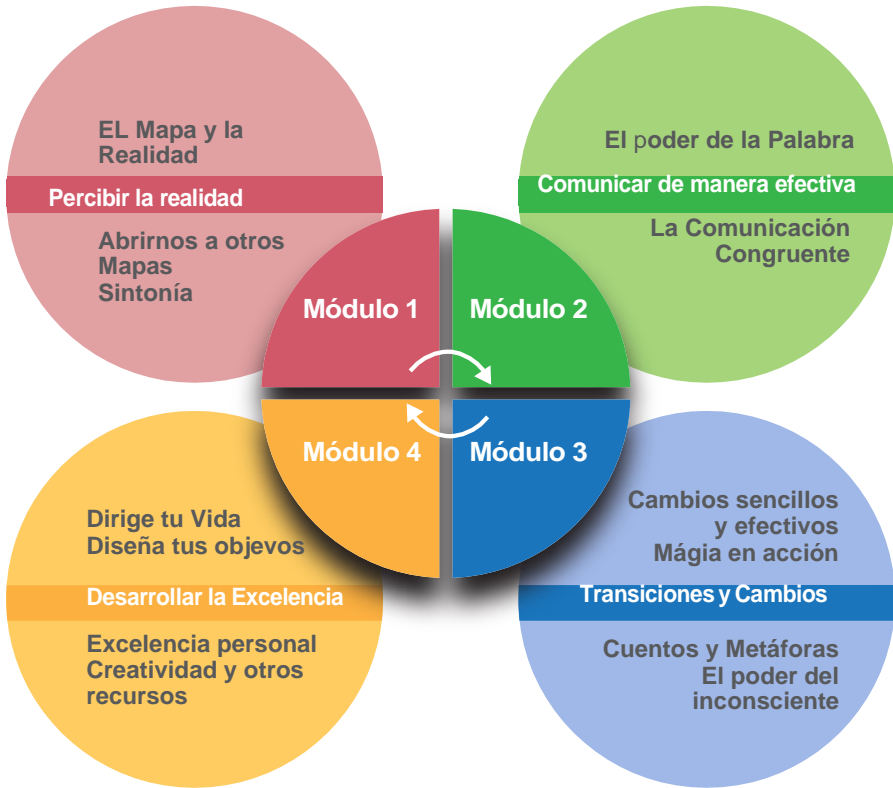 EL Mapa y la
Realidad
Percibir la realidad
Abrirnos a otros
Mapas
Sintonía
El poder de la Palabra
Comunicar de manera efectiva
La Comunicación
Congruente
Módulo 1
Módulo 2
Módulo 4
Módulo 3
Dirige tu Vida
Diseña tus objevos
Desarrollar la Excelencia
Excelencia personal
Creatividad y otros
recursos
Cambios sencillos
y efectivos
Mágia en acción
Transiciones y Cambios
Cuentos y Metáforas
El poder del
inconsciente